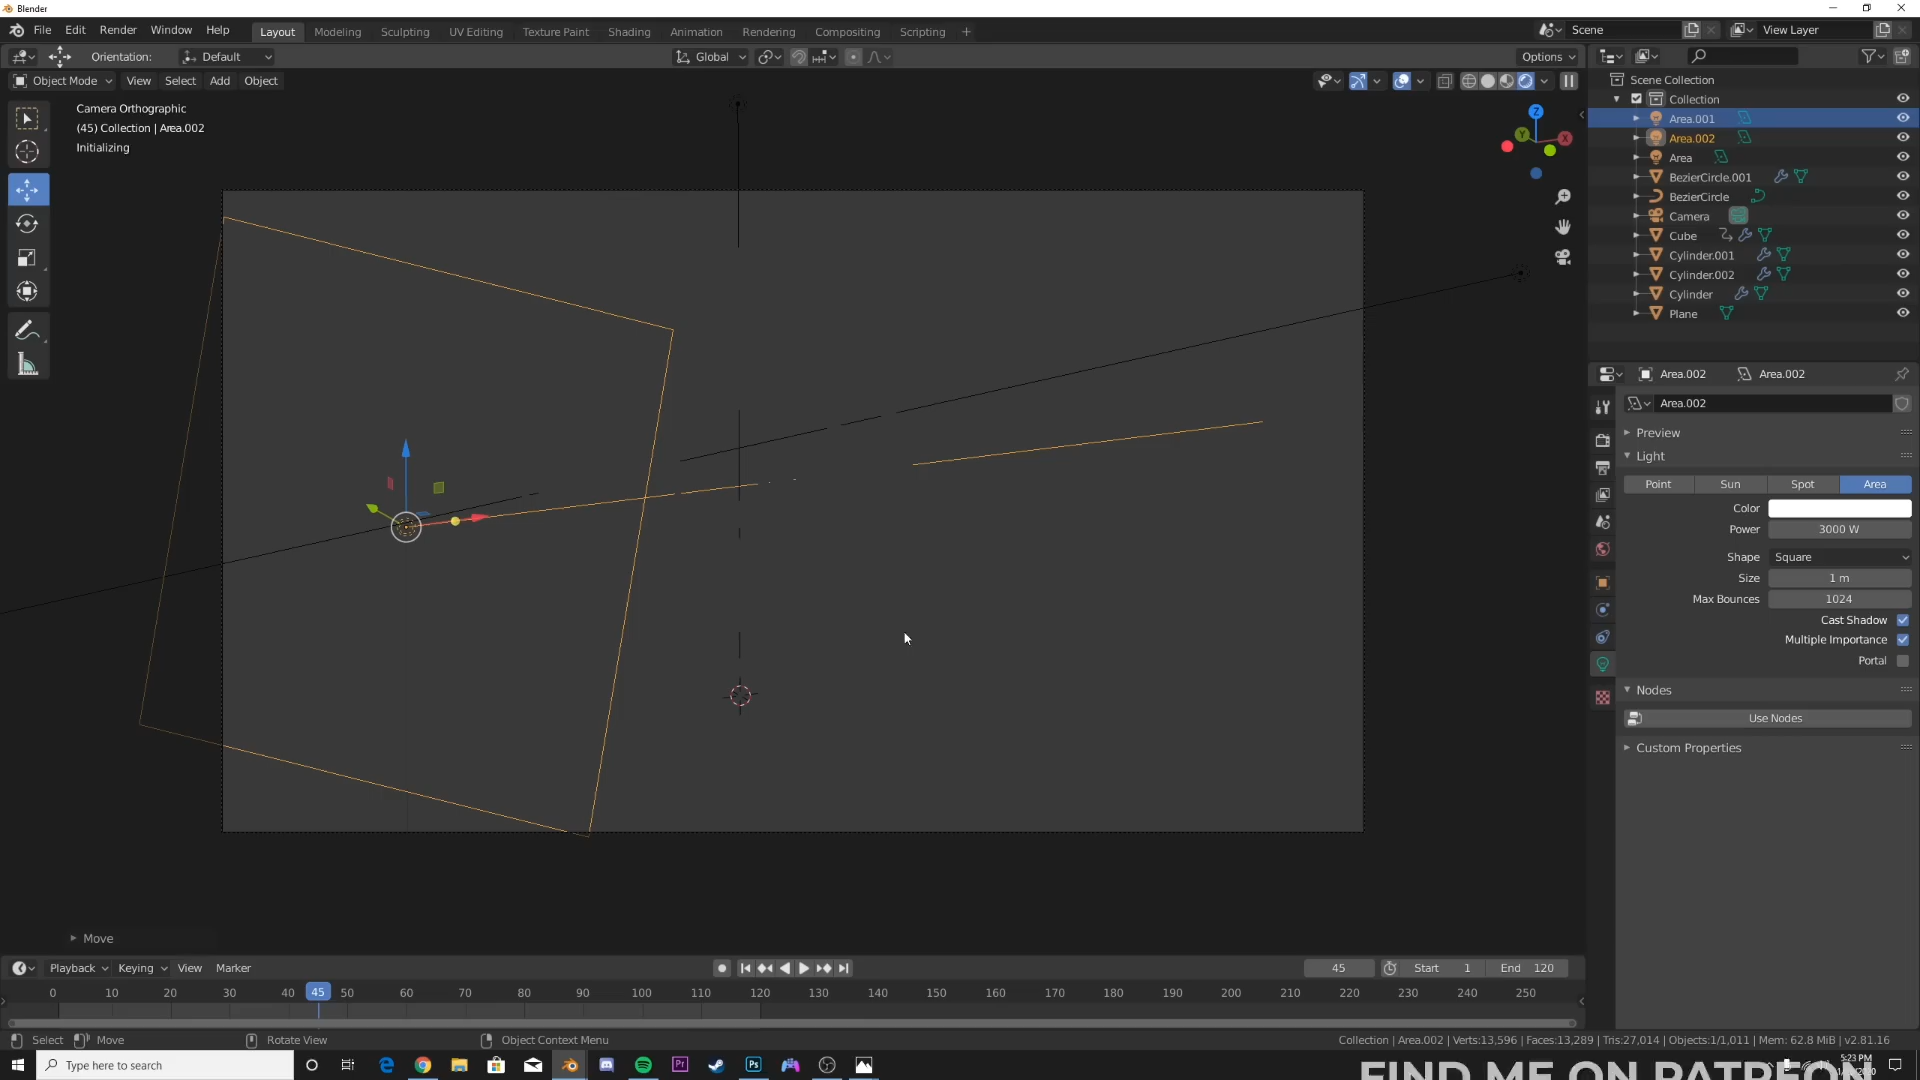 Blender
File Edit Render Window Help Layout Modeling Sculpting UV Editing Texture Paint Shading Animation Rendering Compositing Scripting + Scene View Layer
Orientation: Default Global Options
Object Mode View Select Add Object
Camera Orthographic
(45) Collection | Area.002
Initializing
Z
Y
X
Scene Collection
Collection
Area.001
Area.002
Area
BezierCircle.001
BezierCircle
Camera
Cube
Cylinder.001
Cylinder.002
Cylinder
Plane
Area.002 Area.002
Area.002
Preview
Light
Point Sun Spot Area
Color
Power 3000 W
Shape Square
Size 1 m
Max Bounces 1024
Cast Shadow
Multiple Importance
Portal
Nodes
Use Nodes
Custom Properties
Move
Playback Keying View Marker 45 Start 1 End 120
0 10 20 30 40 45 50 60 70 80 90 100 110 120 130 140 150 160 170 180 190 200 210 220 230 240 250
Select Move Rotate View Object Context Menu Collection | Area.002 | Verts:13,596 | Faces:13,289 | Tris:27,014 | Objects:1/1,011 | Mem: 62.8 MiB | v2.81.16
Type here to search
Pr
Ps
5:23 PM
FIND ME ON PATREON